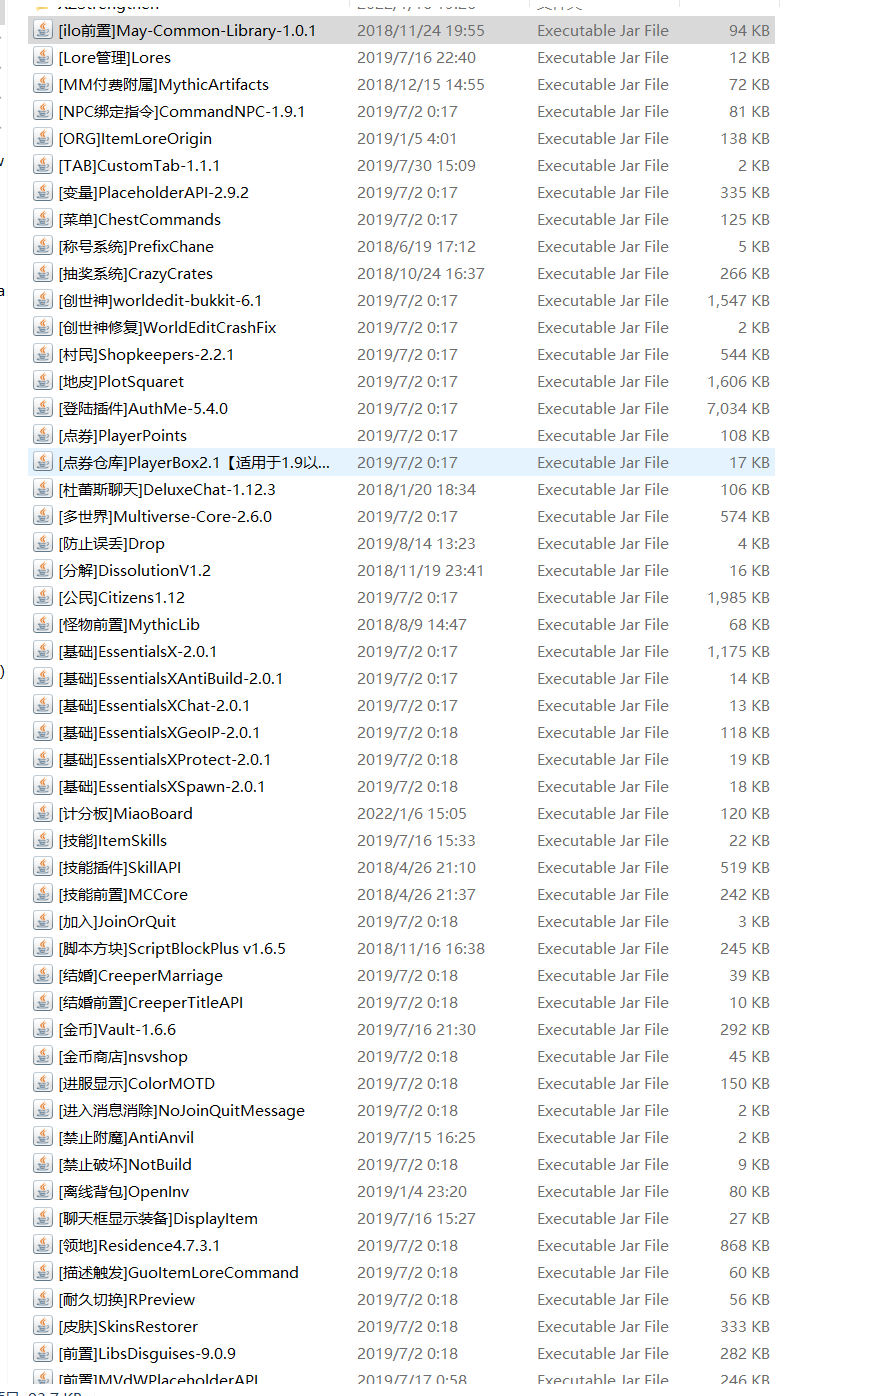 [ilo前置]May-Common-Library-1.0.1 2018/11/24 19:55 Executable Jar File 94 KB
[Lore管理]Lores 2019/7/16 22:40 Executable Jar File 12 KB
[MM付费附属]MythicArtifacts 2018/12/15 14:55 Executable Jar File 72 KB
[NPC绑定指令]CommandNPC-1.9.1 2019/7/2 0:17 Executable Jar File 81 KB
[ORG]ItemLoreOrigin 2019/1/5 4:01 Executable Jar File 138 KB
[TAB]CustomTab-1.1.1 2019/7/30 15:09 Executable Jar File 2 KB
[变量]PlaceholderAPI-2.9.2 2019/7/2 0:17 Executable Jar File 335 KB
[菜单]ChestCommands 2019/7/2 0:17 Executable Jar File 125 KB
[称号系统]PrefixChane 2018/6/19 17:12 Executable Jar File 5 KB
[抽奖系统]CrazyCrates 2018/10/24 16:37 Executable Jar File 266 KB
[创世神]worldedit-bukkit-6.1 2019/7/2 0:17 Executable Jar File 1,547 KB
[创世神修复]WorldEditCrashFix 2019/7/2 0:17 Executable Jar File 2 KB
[村民]Shopkeepers-2.2.1 2019/7/2 0:17 Executable Jar File 544 KB
[地皮]PlotSquaret 2019/7/2 0:17 Executable Jar File 1,606 KB
[登陆插件]AuthMe-5.4.0 2019/7/2 0:17 Executable Jar File 7,034 KB
[点券]PlayerPoints 2019/7/2 0:17 Executable Jar File 108 KB
[点券仓库]PlayerBox2.1【适用于1.9以... 2019/7/2 0:17 Executable Jar File 17 KB
[杜蕾斯聊天]DeluxeChat-1.12.3 2018/1/20 18:34 Executable Jar File 106 KB
[多世界]Multiverse-Core-2.6.0 2019/7/2 0:17 Executable Jar File 574 KB
[防止误丢]Drop 2019/8/14 13:23 Executable Jar File 4 KB
[分解]DissolutionV1.2 2018/11/19 23:41 Executable Jar File 16 KB
[公民]Citizens1.12 2019/7/2 0:17 Executable Jar File 1,985 KB
[怪物前置]MythicLib 2018/8/9 14:47 Executable Jar File 68 KB
[基础]EssentialsX-2.0.1 2019/7/2 0:17 Executable Jar File 1,175 KB
[基础]EssentialsXAntiBuild-2.0.1 2019/7/2 0:17 Executable Jar File 14 KB
[基础]EssentialsXChat-2.0.1 2019/7/2 0:17 Executable Jar File 13 KB
[基础]EssentialsXGeoIP-2.0.1 2019/7/2 0:18 Executable Jar File 118 KB
[基础]EssentialsXProtect-2.0.1 2019/7/2 0:18 Executable Jar File 19 KB
[基础]EssentialsXSpawn-2.0.1 2019/7/2 0:18 Executable Jar File 18 KB
[计分板]MiaoBoard 2022/1/6 15:05 Executable Jar File 120 KB
[技能]ItemSkills 2019/7/16 15:33 Executable Jar File 22 KB
[技能插件]SkillAPI 2018/4/26 21:10 Executable Jar File 519 KB
[技能前置]MCCore 2018/4/26 21:37 Executable Jar File 242 KB
[加入]JoinOrQuit 2019/7/2 0:18 Executable Jar File 3 KB
[脚本方块]ScriptBlockPlus v1.6.5 2018/11/16 16:38 Executable Jar File 245 KB
[结婚]CreeperMarriage 2019/7/2 0:18 Executable Jar File 39 KB
[结婚前置]CreeperTitleAPI 2019/7/2 0:18 Executable Jar File 10 KB
[金币]Vault-1.6.6 2019/7/16 21:30 Executable Jar File 292 KB
[金币商店]nsvshop 2019/7/2 0:18 Executable Jar File 45 KB
[进服显示]ColorMOTD 2019/7/2 0:18 Executable Jar File 150 KB
[进入消息消除]NoJoinQuitMessage 2019/7/2 0:18 Executable Jar File 2 KB
[禁止附魔]AntiAnvil 2019/7/15 16:25 Executable Jar File 2 KB
[禁止破坏]NotBuild 2019/7/2 0:18 Executable Jar File 9 KB
[离线背包]OpenInv 2019/1/4 23:20 Executable Jar File 80 KB
[聊天框显示装备]DisplayItem 2019/7/16 15:27 Executable Jar File 27 KB
[领地]Residence4.7.3.1 2019/7/2 0:18 Executable Jar File 868 KB
[描述触发]GuoItemLoreCommand 2019/7/2 0:18 Executable Jar File 60 KB
[耐久切换]RPreview 2019/7/2 0:18 Executable Jar File 56 KB
[皮肤]SkinsRestorer 2019/7/2 0:18 Executable Jar File 333 KB
[前置]LibsDisguises-9.0.9 2019/7/2 0:18 Executable Jar File 282 KB
[前置]MVdWPlaceholderAPI 2019/7/17 0:58 Executable Jar File 246 KB